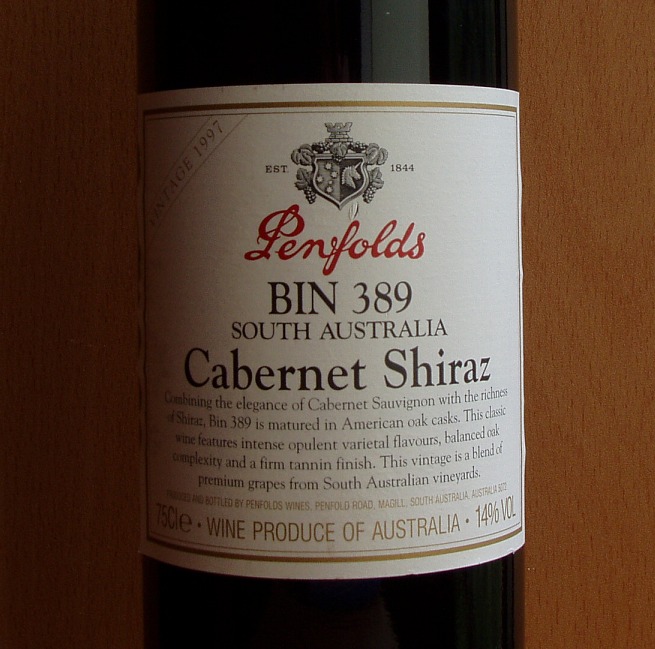 VINTAGE 1997
EST. 1844
Penfolds
BIN 389
SOUTH AUSTRALIA
Cabernet Shiraz
Combining the elegance of Cabernet Sauvignon with the richness
of Shiraz, Bin 389 is matured in American oak casks. This classic
wine features intense opulent varietal flavours, balanced oak
complexity and a firm tannin finish. This vintage is a blend of
premium grapes from South Australian vineyards.
PRODUCED AND BOTTLED BY PENFOLDS WINES, PENFOLD ROAD, MAGILL, SOUTH AUSTRALIA, AUSTRALIA 5072
75Cl e • WINE PRODUCE OF AUSTRALIA • 14% VOL